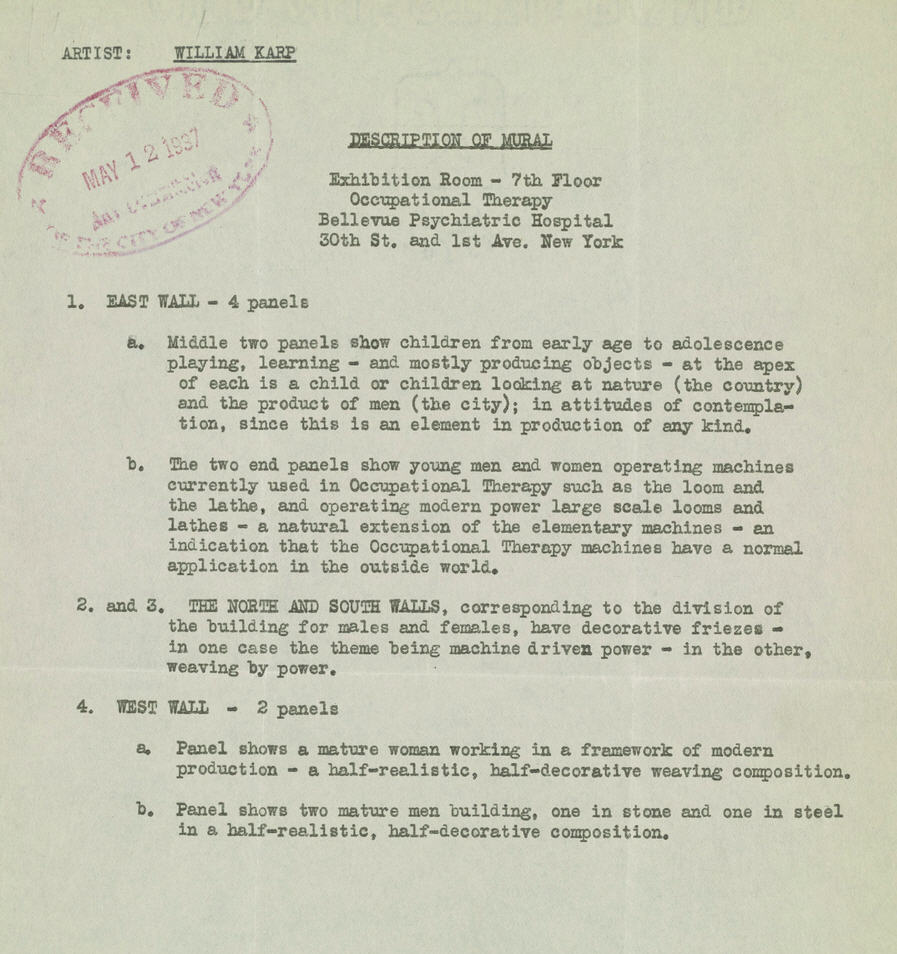 ARTIST: WILLIAM KARP
RECEIVED
MAY 12 1937
ART COMMISSION
OF THE CITY OF NEW YORK
DESCRIPTION OF MURAL
Exhibition Room - 7th Floor
Occupational Therapy
Bellevue Psychiatric Hospital
30th St. and 1st Ave. New York
1. EAST WALL - 4 panels
a. Middle two panels show children from early age to adolescence
playing, learning - and mostly producing objects - at the apex
of each is a child or children looking at nature (the country)
and the product of men (the city); in attitudes of contempla-
tion, since this is an element in production of any kind.
b. The two end panels show young men and women operating machines
currently used in Occupational Therapy such as the loom and
the lathe, and operating modern power large scale looms and
lathes - a natural extension of the elementary machines - an
indication that the Occupational Therapy machines have a normal
application in the outside world.
2. and 3. THE NORTH AND SOUTH WALLS, corresponding to the division of
the building for males and females, have decorative friezes -
in one case the theme being machine driven power - in the other,
weaving by power.
4. WEST WALL - 2 panels
a. Panel shows a mature woman working in a framework of modern
production - a half-realistic, half-decorative weaving composition.
b. Panel shows two mature men building, one in stone and one in steel
in a half-realistic, half-decorative composition.